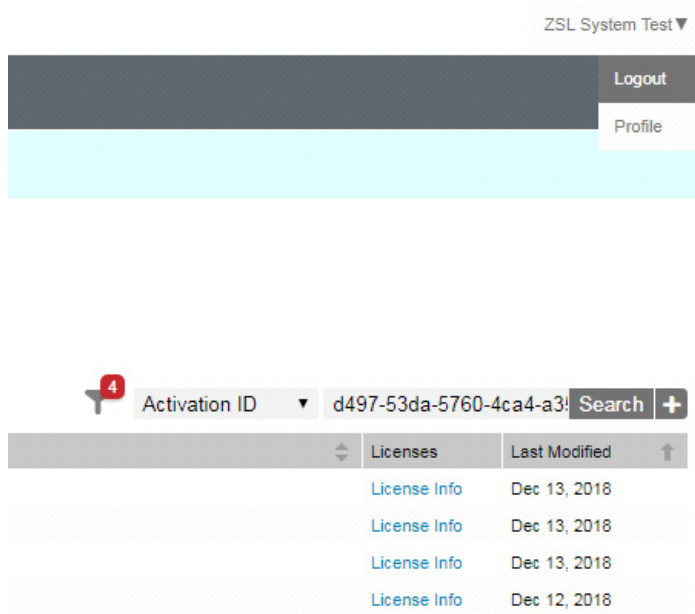 ZSL System Test▼
Logout
Profile
4
Activation ID ▼ d497-53da-5760-4ca4-a35 Search +
Licenses Last Modified
License Info Dec 13, 2018
License Info Dec 13, 2018
License Info Dec 13, 2018
License Info Dec 12, 2018